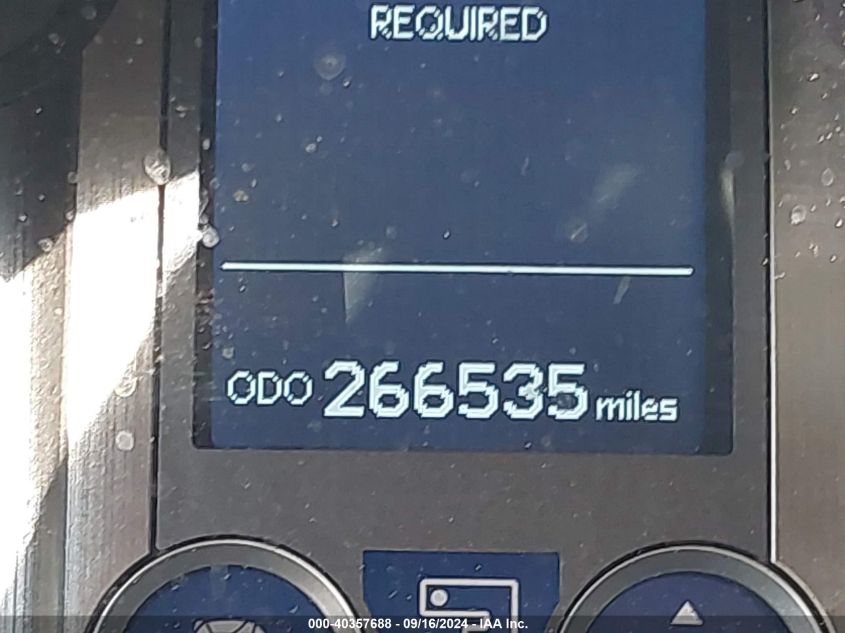 REQUIRED
ODO 266535 miles
000-40357688 - 09/16/2024 - IAA Inc.